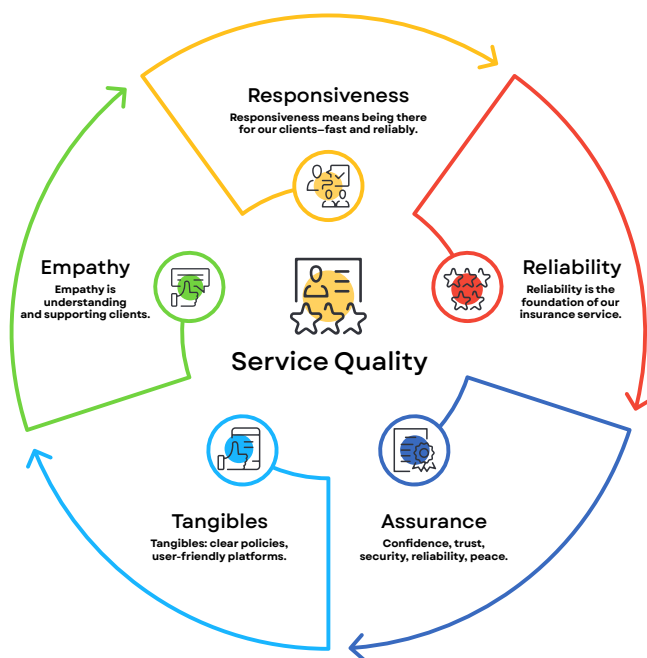 Responsiveness
Responsiveness means being there
for our clients—fast and reliably.
Empathy
Empathy is
understanding
and supporting clients.
Reliability
Reliability is the
foundation of our
insurance service.
Service Quality
Tangibles
Tangibles: clear policies,
user-friendly platforms.
Assurance
Confidence, trust,
security, reliability, peace.